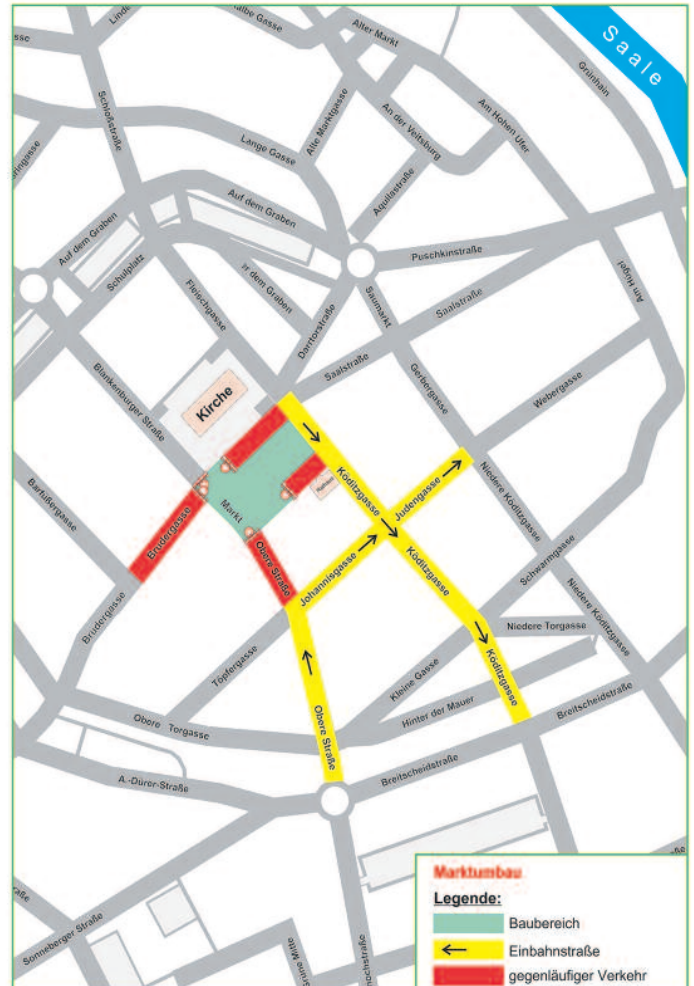 Saale
Alter Markt
Grünhain
Schloßstraße
An der Veitsburg
Am Hohen Ufer
Alte Marktgasse
Lange Gasse
Aquilastraße
Auf dem Graben
Puschkinstraße
Auf dem Graben
Schulplatz
Am Hügel
Fleischgasse
Saumarkt
Saalstraße
Darrtorstraße
Saalstraße
Gerbergasse
Webergasse
Blankenburger Straße
Kirche
Barfüßergasse
Köditzgasse
Judengasse
Niedere Köditzgasse
Markt
Brudergasse
Obere Straße
Johannisgasse
Köditzgasse
Schwarmgasse
Brudergasse
Niedere Torgasse
Niedere Köditzgasse
Töpfergasse
Kleine Gasse
Köditzgasse
Hinter der Mauer
Breitscheidstraße
Obere Torgasse
Obere Straße
Breitscheidstraße
A.-Dürer-Straße
Sonneberger Straße
Marktumbau
Legende:
Baubereich
Einbahnstraße
gegenläufiger Verkehr